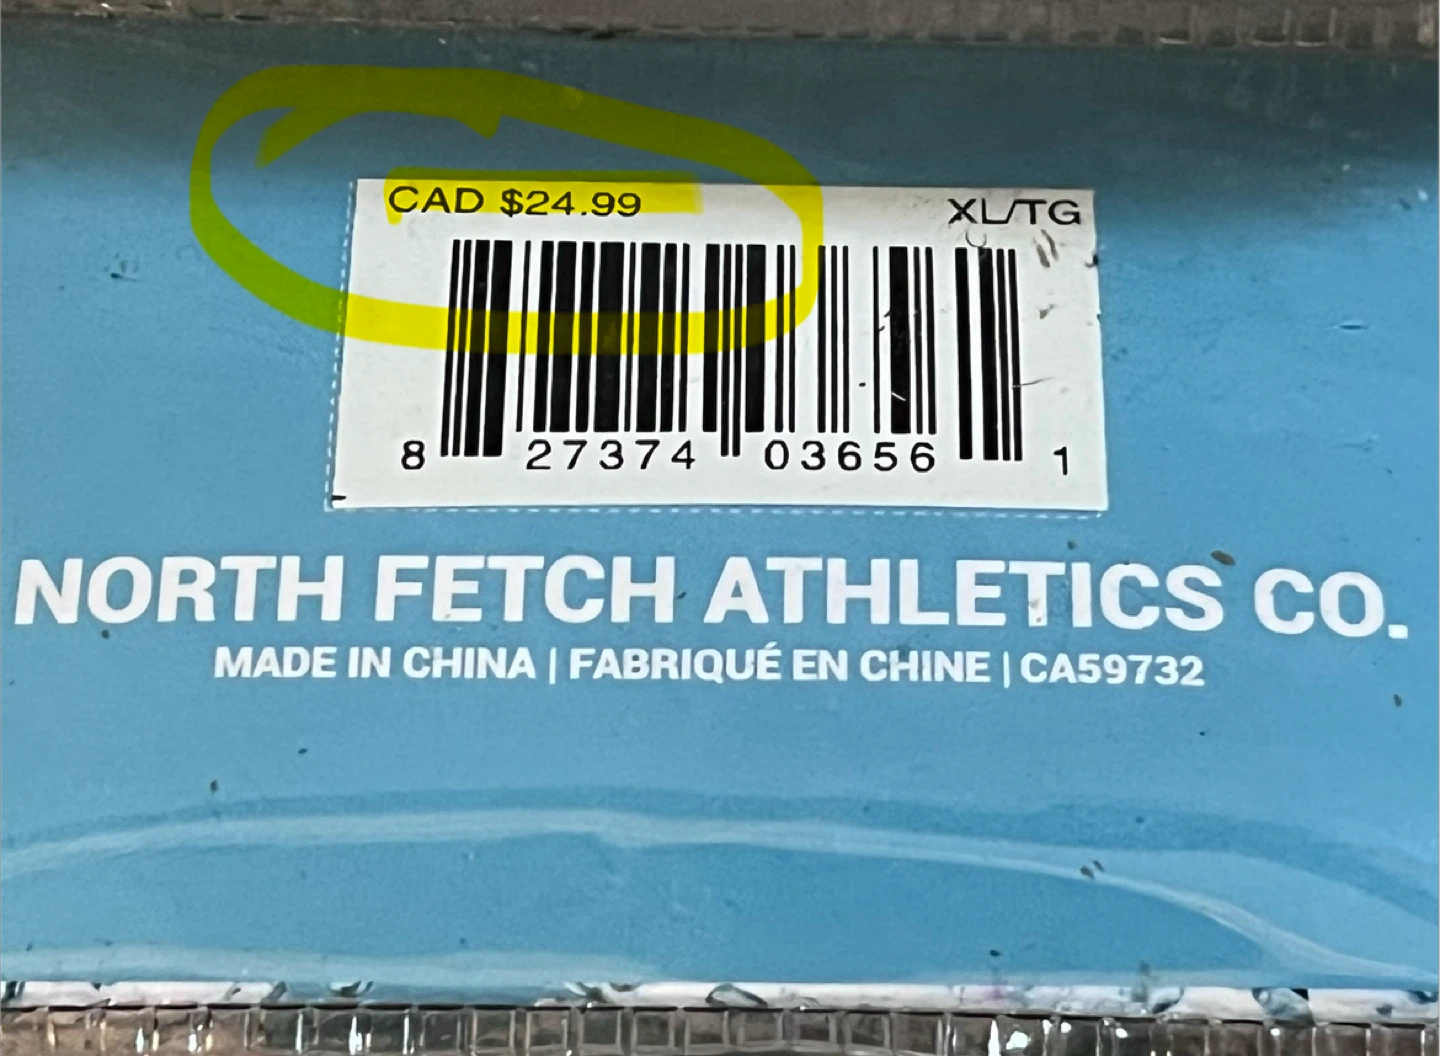 CAD $24.99 XL/TG
8 27374 03656 1
NORTH FETCH ATHLETICS CO.
MADE IN CHINA | FABRIQUÉ EN CHINE | CA59732